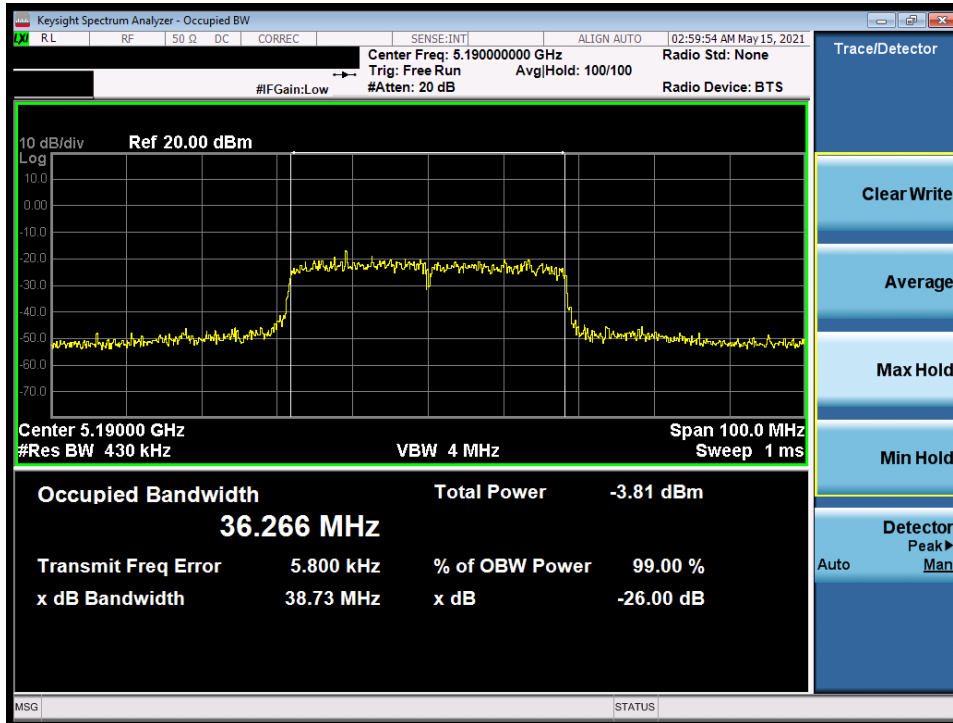 Keysight Spectrum Analyzer - Occupied BW
LXI RL RF 50 Ω DC CORREC SENSE:INT ALIGN AUTO 02:59:54 AM May 15, 2021
Center Freq: 5.190000000 GHz Radio Std: None
Trig: Free Run Avg|Hold: 100/100
#IFGain:Low #Atten: 20 dB Radio Device: BTS
10 dB/div Ref 20.00 dBm
Log
10.0
0.00
-10.0
-20.0
-30.0
-40.0
-50.0
-60.0
-70.0
Center 5.19000 GHz Span 100.0 MHz
#Res BW 430 kHz VBW 4 MHz Sweep 1 ms
Occupied Bandwidth Total Power -3.81 dBm
36.266 MHz
Transmit Freq Error 5.800 kHz % of OBW Power 99.00 %
x dB Bandwidth 38.73 MHz x dB -26.00 dB
MSG STATUS
Trace/Detector
Clear Write
Average
Max Hold
Min Hold
Detector
Peak▶
Auto Man